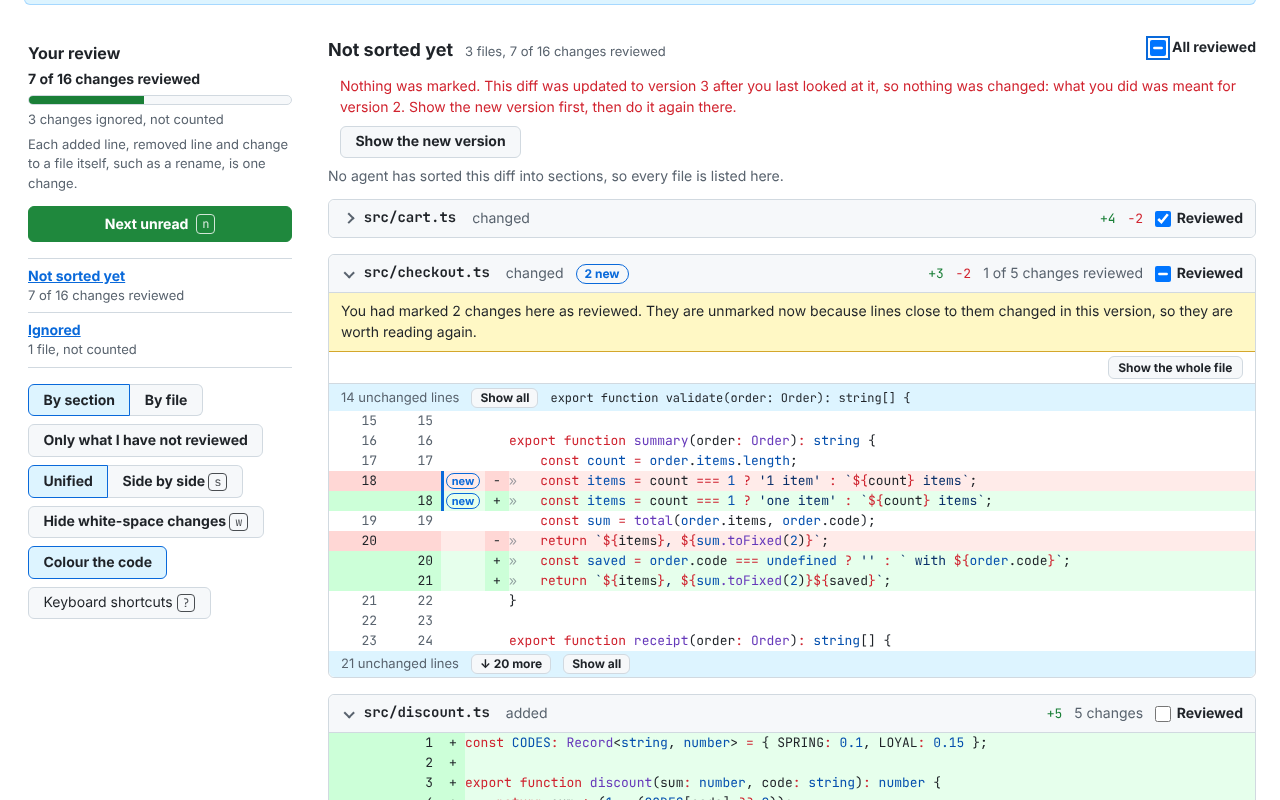 Your review
7 of 16 changes reviewed
3 changes ignored, not counted
Each added line, removed line and change
to a file itself, such as a rename, is one
change.
Next unread n
Not sorted yet
7 of 16 changes reviewed
Ignored
1 file, not counted
By section By file
Only what I have not reviewed
Unified Side by side s
Hide white-space changes w
Colour the code
Keyboard shortcuts ?
Not sorted yet 3 files, 7 of 16 changes reviewed All reviewed
Nothing was marked. This diff was updated to version 3 after you last looked at it, so nothing was changed: what you did was meant for
version 2. Show the new version first, then do it again there.
Show the new version
No agent has sorted this diff into sections, so every file is listed here.
src/cart.ts changed +4 -2 Reviewed
src/checkout.ts changed 2 new +3 -2 1 of 5 changes reviewed Reviewed
You had marked 2 changes here as reviewed. They are unmarked now because lines close to them changed in this version, so they are
worth reading again.
Show the whole file
14 unchanged lines Show all export function validate(order: Order): string[] {
15 15
16 16 export function summary(order: Order): string {
17 17 const count = order.items.length;
18 new - » const items = count === 1 ? '1 item' : `${count} items`;
18 new + » const items = count === 1 ? 'one item' : `${count} items`;
19 19 const sum = total(order.items, order.code);
20 - » return `${items}, ${sum.toFixed(2)}`;
20 + » const saved = order.code === undefined ? '' : ` with ${order.code}`;
21 + » return `${items}, ${sum.toFixed(2)}${saved}`;
21 22 }
22 23
23 24 export function receipt(order: Order): string[] {
21 unchanged lines ↓ 20 more Show all
src/discount.ts added +5 5 changes Reviewed
1 + const CODES: Record<string, number> = { SPRING: 0.1, LOYAL: 0.15 };
2 +
3 + export function discount(sum: number, code: string): number {